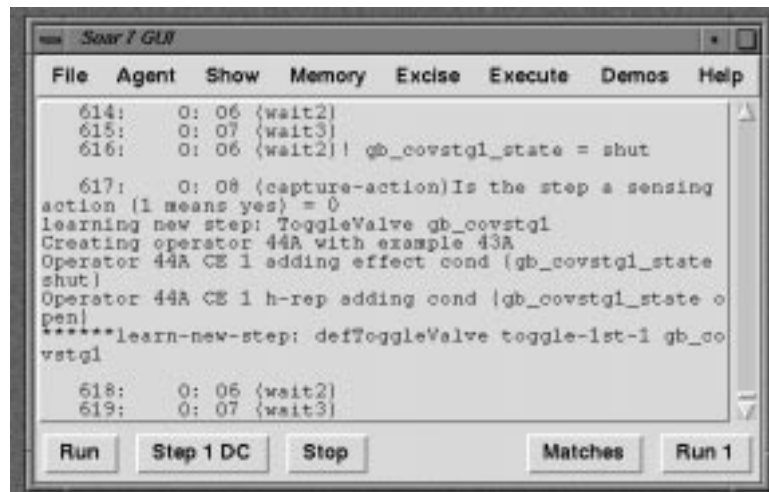 Soar 7 GUI
File Agent Show Memory Excise Execute Demos Help
614: O: O6 (wait2)
615: O: O7 (wait3)
616: O: O6 (wait2)! gb_covstg1_state = shut
617: O: O8 (capture-action)Is the step a sensing
action (1 means yes) = 0
learning new step: ToggleValve gb_covstg1
Creating operator 44A with example 43A
Operator 44A CE 1 adding effect cond {gb_covstg1_state
shut}
Operator 44A CE 1 h-rep adding cond {gb_covstg1_state o
pen}
******learn-new-step: defToggleValve toggle-1st-1 gb_co
vstg1
618: O: O6 (wait2)
619: O: O7 (wait3)
Run Step 1 DC Stop Matches Run 1